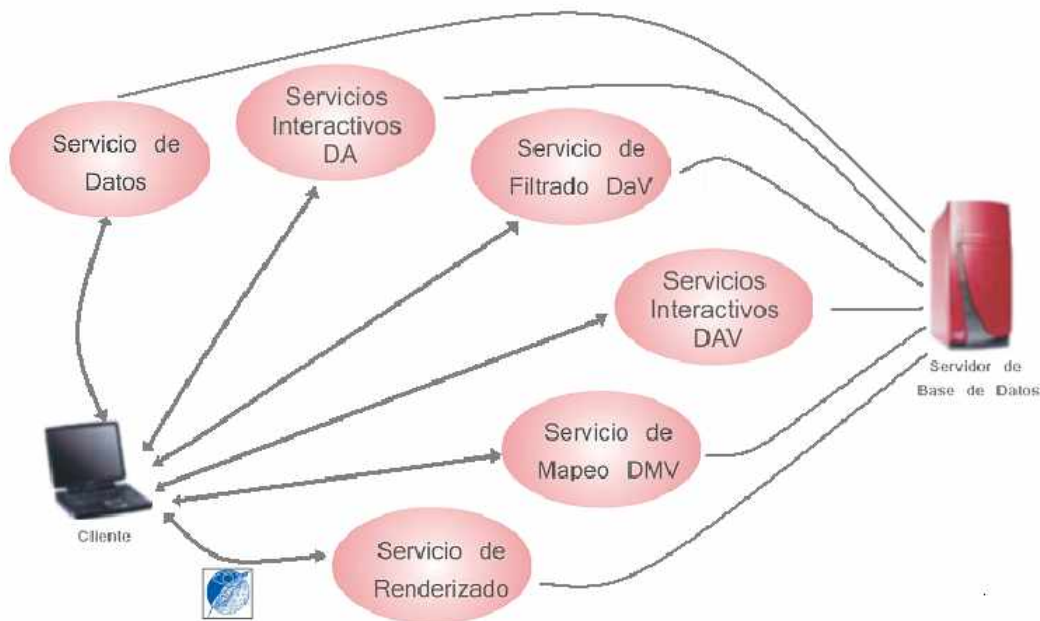 Servicio de
Datos
Servicios
Interactivos
DA
Servicio de
Filtrado DaV
Servicios
Interactivos
DAV
Servidor de
Base de Datos
Servicio de
Mapeo DMV
Cliente
Servicio de
Renderizado